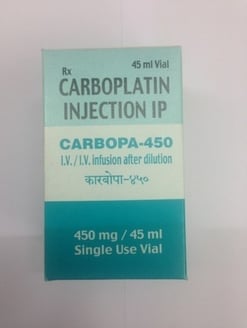 Rx 45 ml Vial
CARBOPLATIN
INJECTION IP
CARBOPA-450
I.V. / I.V. infusion after dilution
कारबोपा-४५०
450 mg / 45 ml
Single Use Vial